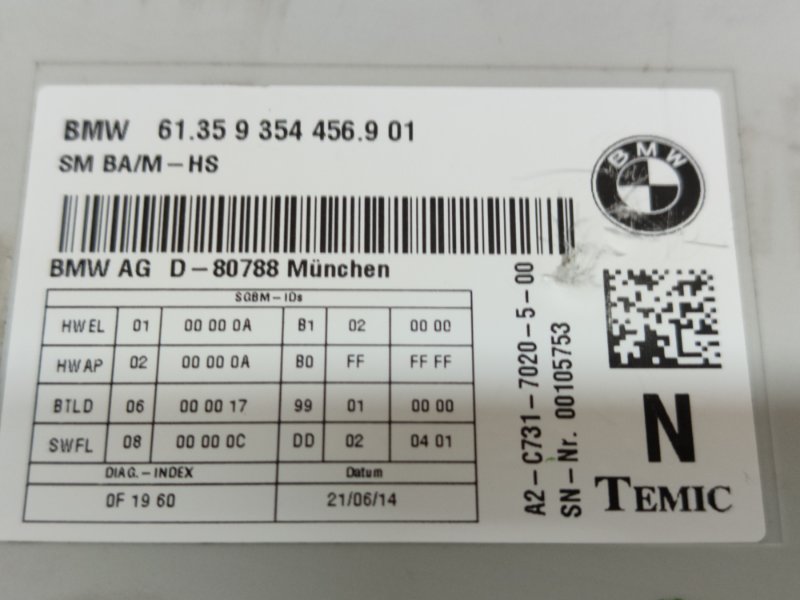 BMW 61.35 9 354 456.9 01
SM BA/M-HS
BMW
BMW AG D-80788 München
SGBM-IDs
HWEL 01 00 00 0A B1 02 00 00
HWAP 02 00 00 0A B0 FF FF FF
BTLD 06 00 00 17 99 01 00 00
SWFL 08 00 00 0C DD 02 04 01
DIAG.-INDEX Datum
0F 19 60 21/06/14
A2-C731-7020-5-00
SN-Nr. 00105753
N
TEMIC